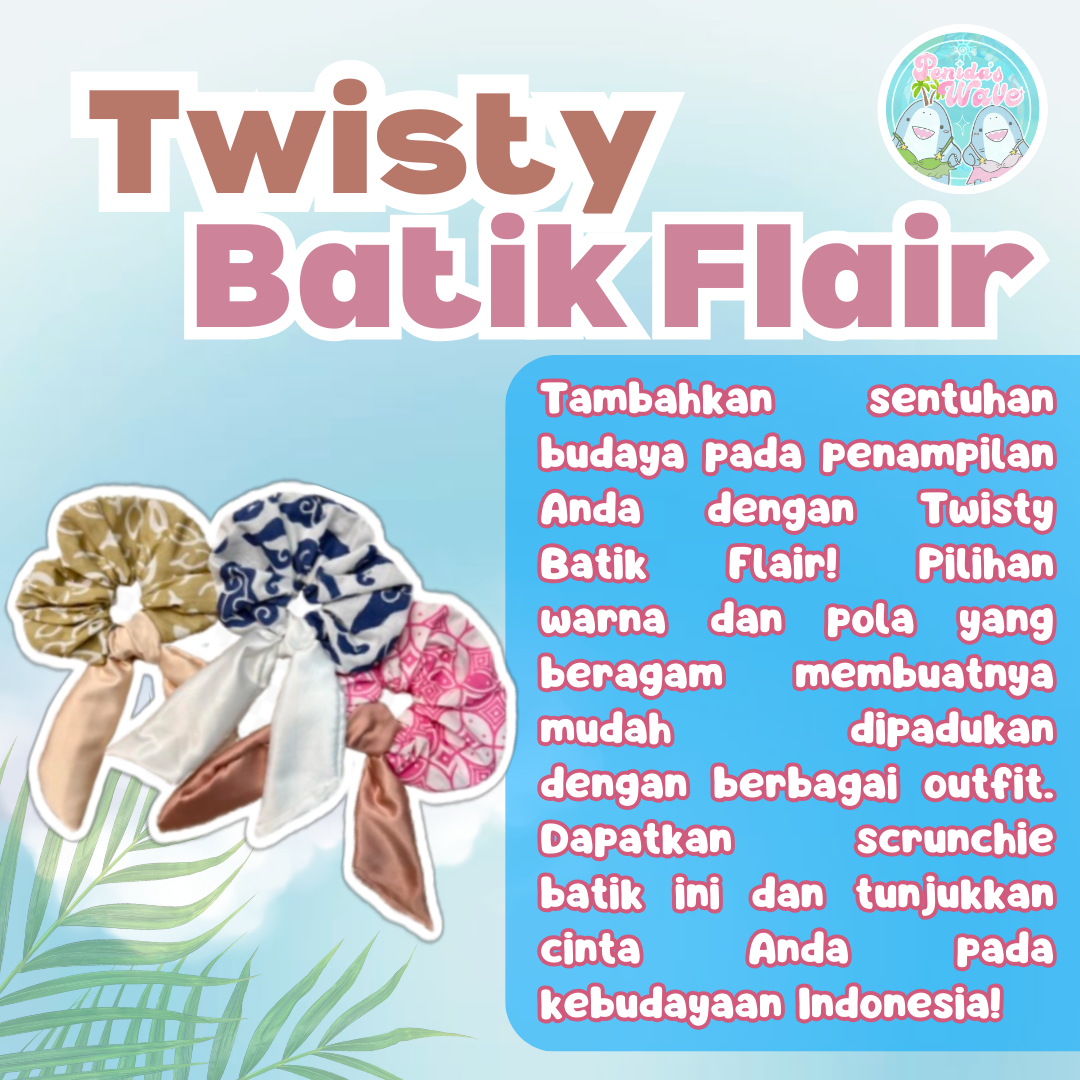 Penida's
Wave
Twisty
Batik Flair
Tambahkan sentuhan
budaya pada penampilan
Anda dengan Twisty
Batik Flair! Pilihan
warna dan pola yang
beragam membuatnya
mudah dipadukan
dengan berbagai outfit.
Dapatkan scrunchie
batik ini dan tunjukkan
cinta Anda pada
kebudayaan Indonesia!